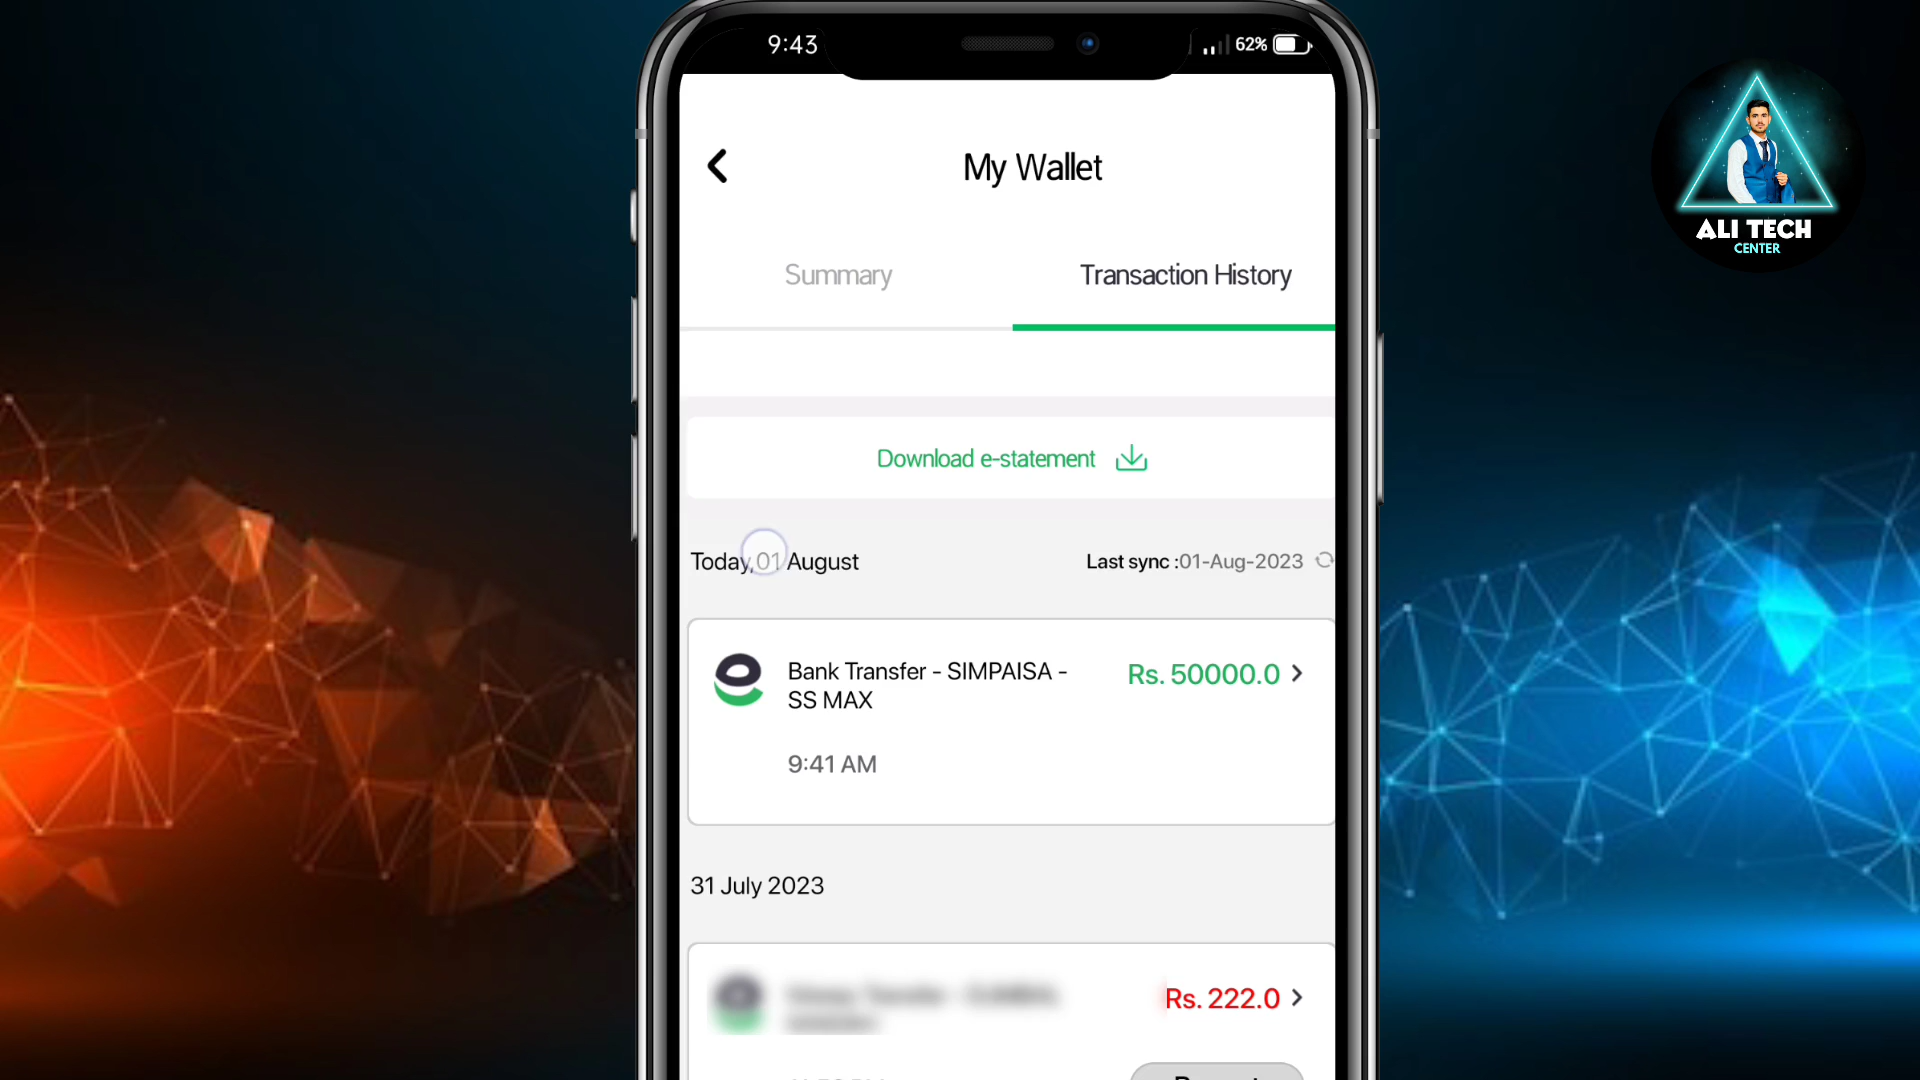 9:43
62%
My Wallet
Summary
Transaction History
Download e-statement
Today,01 August
Last sync :01-Aug-2023
Bank Transfer - SIMPAISA -
SS MAX
Rs. 50000.0
9:41 AM
31 July 2023
Rs. 222.0
ALI TECH
CENTER